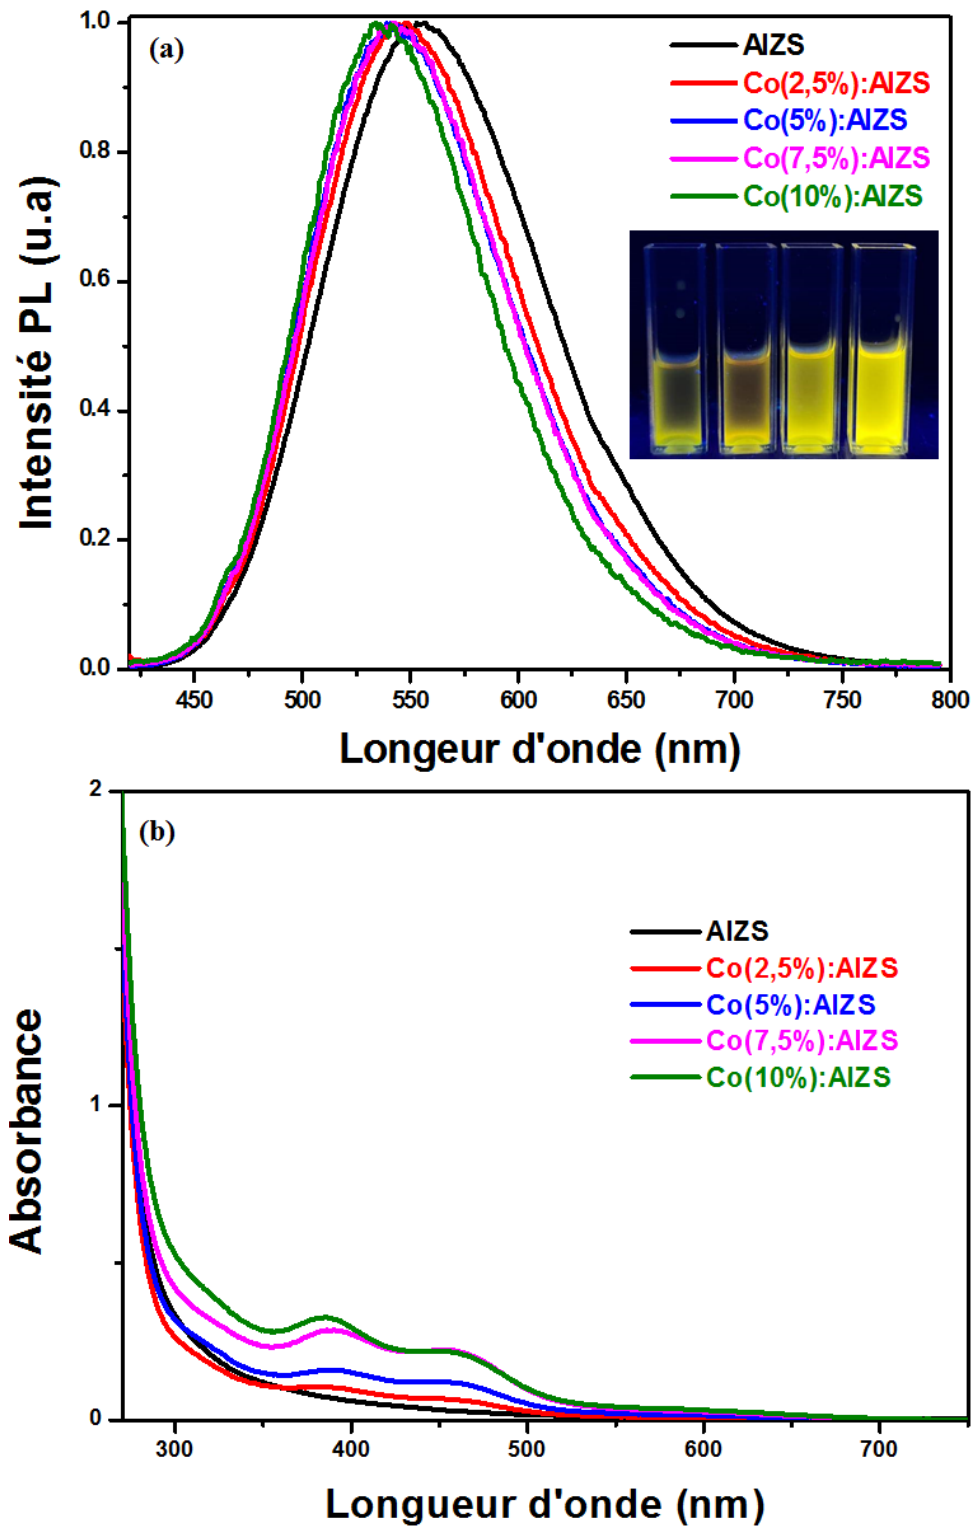 (a)
AIZS
Co(2,5%):AIZS
Co(5%):AIZS
Co(7,5%):AIZS
Co(10%):AIZS
Intensité PL (u.a)
1.0
0.8
0.6
0.4
0.2
0.0
450 500 550 600 650 700 750 800
Longeur d'onde (nm)
(b)
AIZS
Co(2,5%):AIZS
Co(5%):AIZS
Co(7,5%):AIZS
Co(10%):AIZS
Absorbance
2
1
0
300 400 500 600 700
Longueur d'onde (nm)